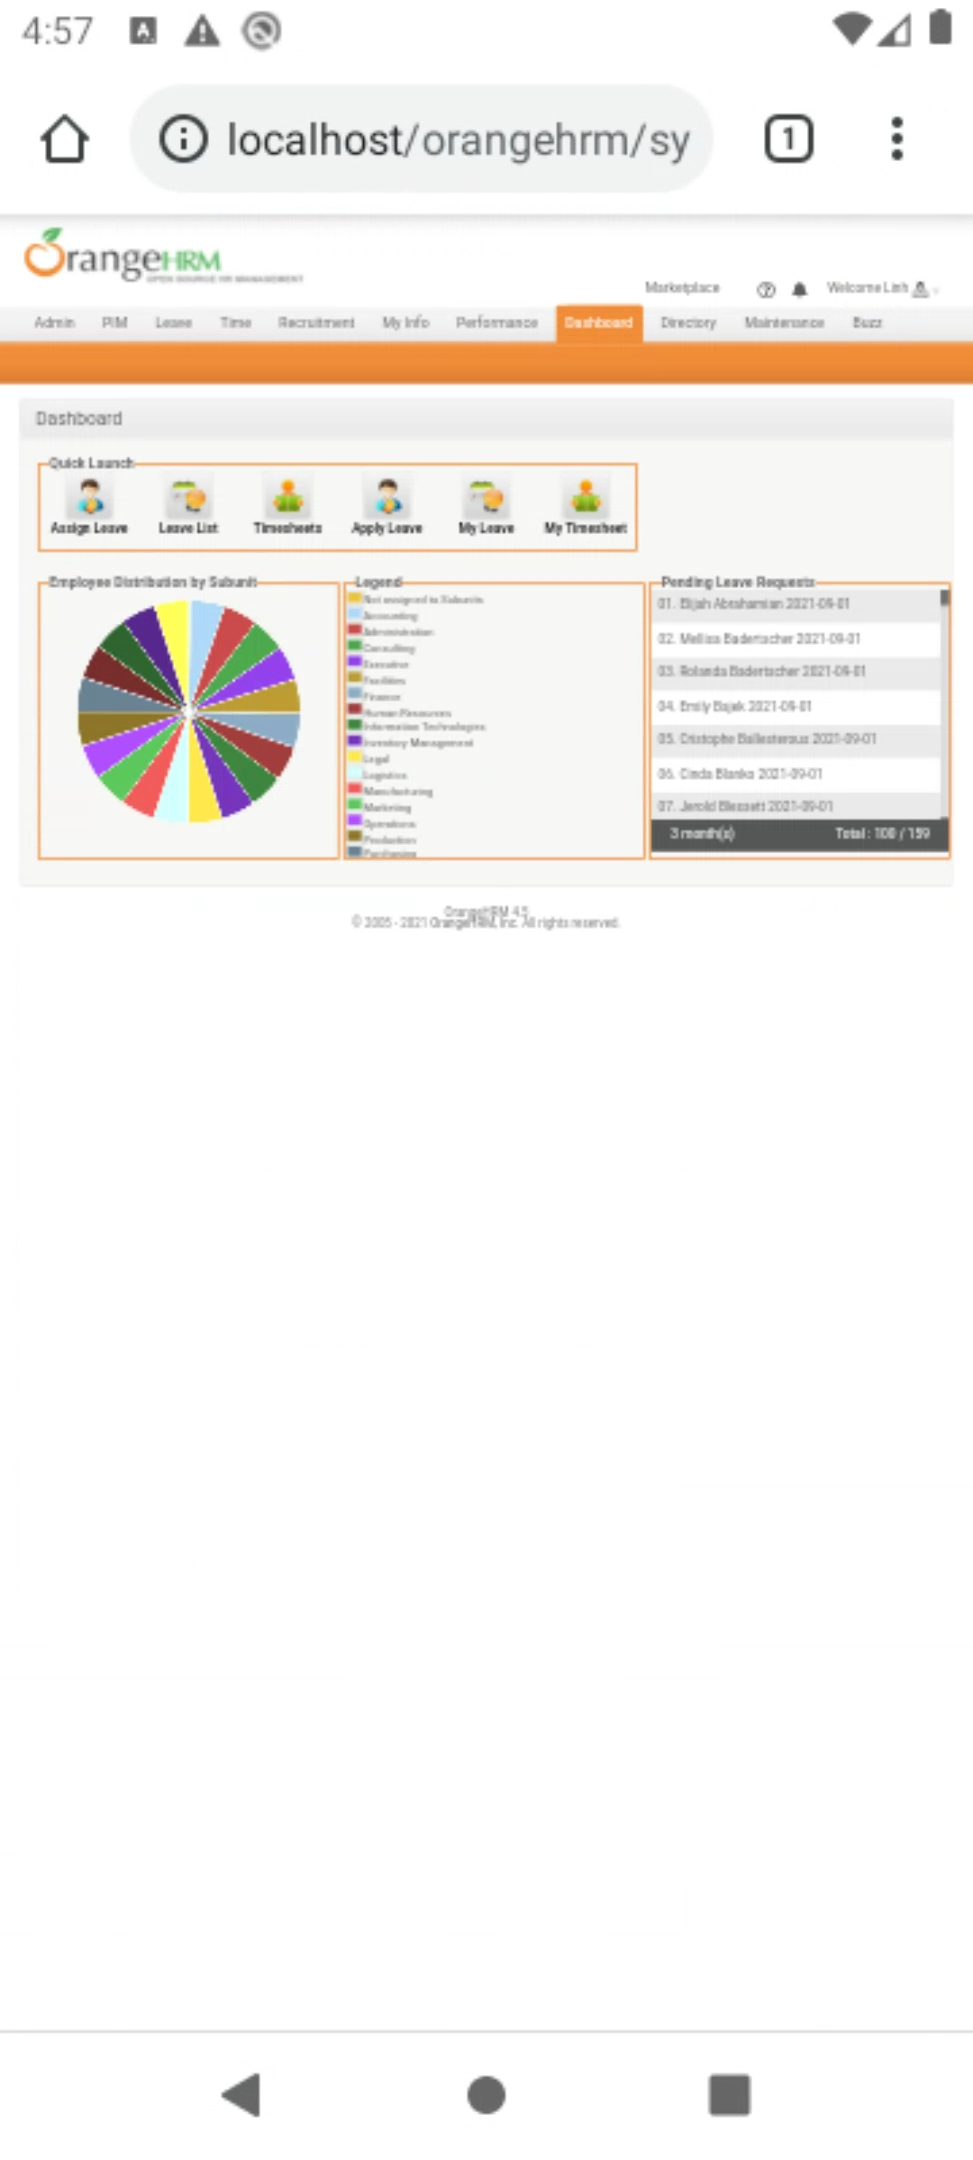 4:57
localhost/orangehrm/sy
1
OrangeHRM
OPEN SOURCE HR MANAGEMENT
Marketplace
Welcome Linh
Admin PIM Leave Time Recruitment My Info Performance Dashboard Directory Maintenance Buzz
Dashboard
Quick Launch
Assign Leave Leave List Timesheets Apply Leave My Leave My Timesheet
Employee Distribution by Subunit
Legend
Not assigned to Subunits
Accounting
Administration
Consulting
Executive
Facilities
Finance
Human Resources
Information Technologies
Inventory Management
Legal
Logistics
Manufacturing
Marketing
Operations
Production
Purchasing
Pending Leave Requests
01. Elijah Abrahamian 2021-09-01
02. Melissa Badertscher 2021-09-01
03. Rolanda Badertscher 2021-09-01
04. Emily Bajek 2021-09-01
05. Cristophe Ballesterous 2021-09-01
06. Cinda Blanks 2021-09-01
07. Jerold Blessett 2021-09-01
3 month(s) Total : 100 / 159
OrangeHRM 4.5
© 2005 - 2021 OrangeHRM, Inc. All rights reserved.